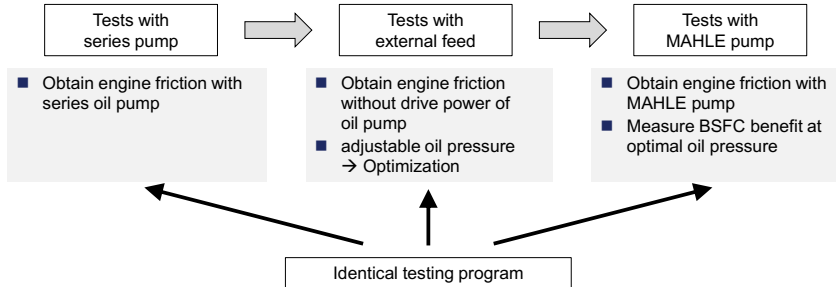 Tests with
series pump
Tests with
external feed
Tests with
MAHLE pump
Obtain engine friction with
series oil pump
Obtain engine friction
without drive power of
oil pump
adjustable oil pressure
→ Optimization
Obtain engine friction with
MAHLE pump
Measure BSFC benefit at
optimal oil pressure
Identical testing program